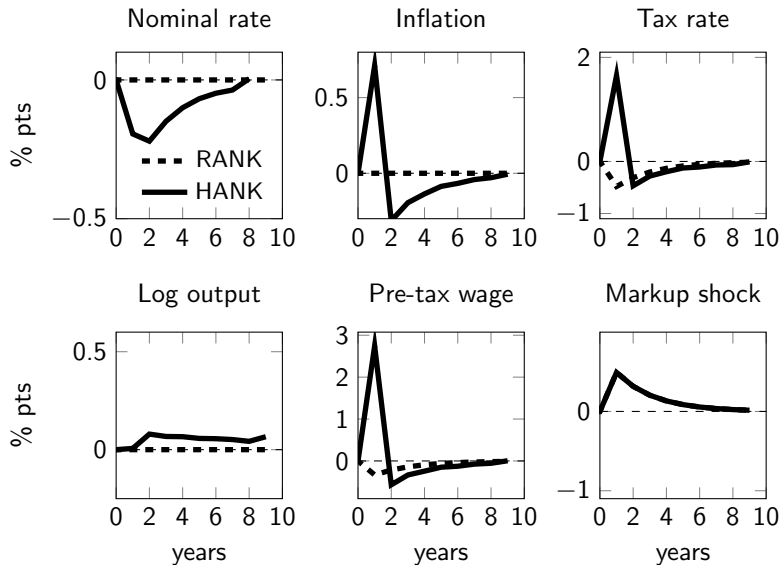 Nominal rate
Inflation
Tax rate
% pts
0
−0.5
0 2 4 6 8 10
RANK
HANK
0.5
0
0 2 4 6 8 10
2
0
−1
0 2 4 6 8 10
Log output
Pre-tax wage
Markup shock
% pts
0.5
0
0 2 4 6 8 10
years
3
2
1
0
0 2 4 6 8 10
years
0
−1
0 2 4 6 8 10
years